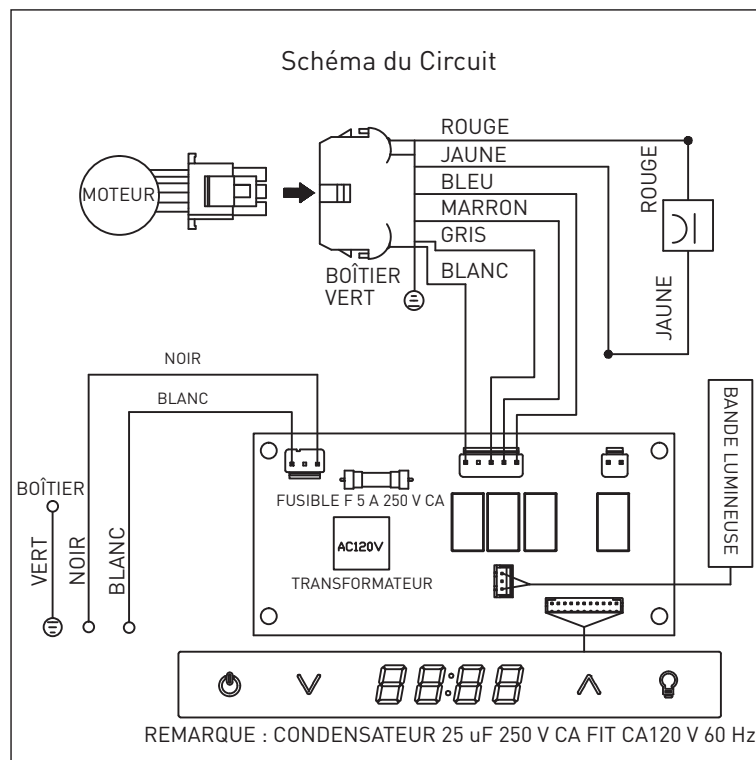 Schéma du Circuit
ROUGE
JAUNE
BLEU
MARRON
GRIS
BLANC
MOTEUR
BOÎTIER
VERT
ROUGE
JAUNE
NOIR
BLANC
BANDE LUMINEUSE
BOÎTIER
VERT
NOIR
BLANC
FUSIBLE F 5 A 250 V CA
AC120V
TRANSFORMATEUR
88:88
REMARQUE : CONDENSATEUR 25 uF 250 V CA FIT CA120 V 60 Hz